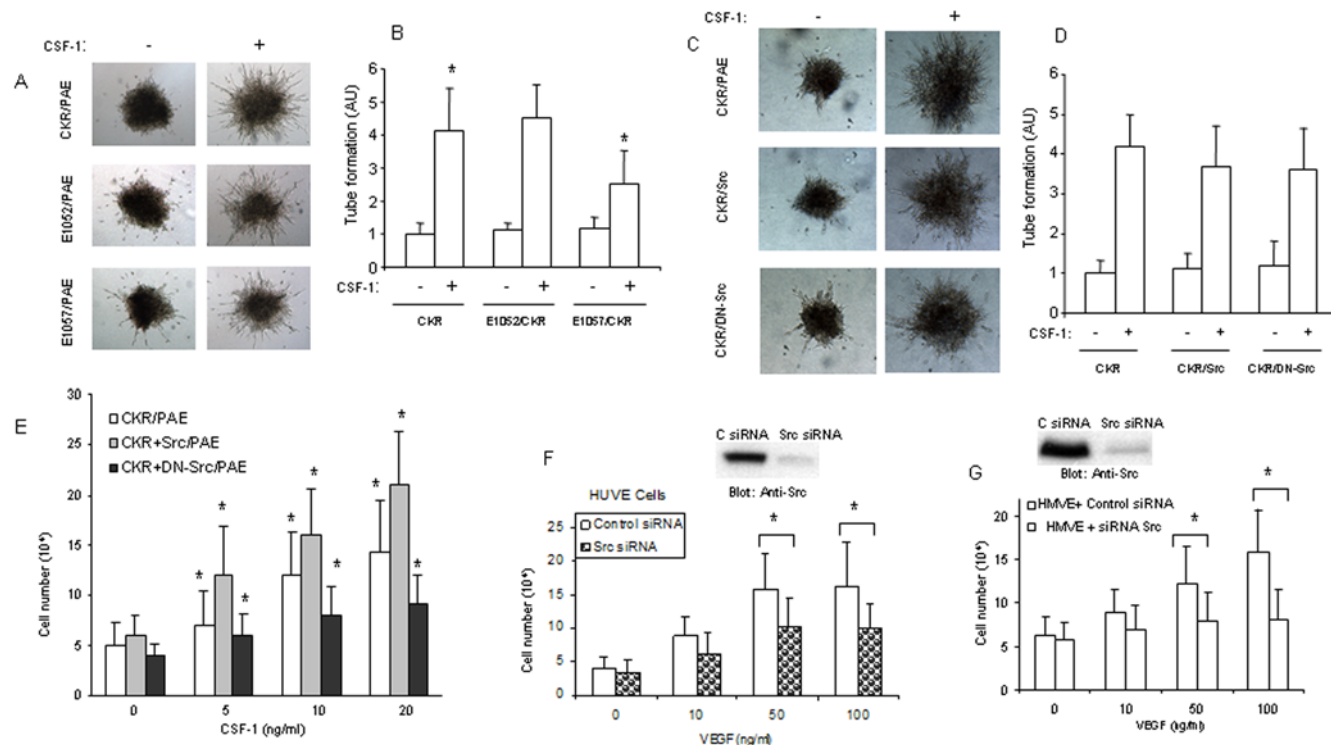 CSF-1: - +
A
CKR/PAE
E1052/PAE
E1057/PAE
B
Tube formation (AU)
6
5
4
2
1
0
* *
CSF-1: - + - + - +
CKR E1052/CKR E1057/CKR
CSF-1: - +
C
CKR/PAE
CKR/Src
CKR/DN-Src
D
Tube formation (AU)
6
5
4
3
2
1
0
CSF-1: - + - + - +
CKR CKR/Src CKR/DN-Src
E
CKR/PAE
CKR+Src/PAE
CKR+DN-Src/PAE
Cell number (10*)
30
25
20
15
10
5
0
* * * * * * * * *
0 5 10 20
CSF-1 (ng/ml)
F
C siRNA Src siRNA
Blot: Anti-Src
HUVE Cells
Control siRNA
Src siRNA
Cell number (10*)
25
20
15
10
5
0
* *
0 10 50 100
VEGF (ng/ml)
C siRNA Src siRNA
Blot: Anti-Src
G
HMVE+ Control siRNA
HMVE + siRNA Src
Cell number (10*)
20
15
10
5
0
* *
0 10 50 100
VEGF (ng/ml)